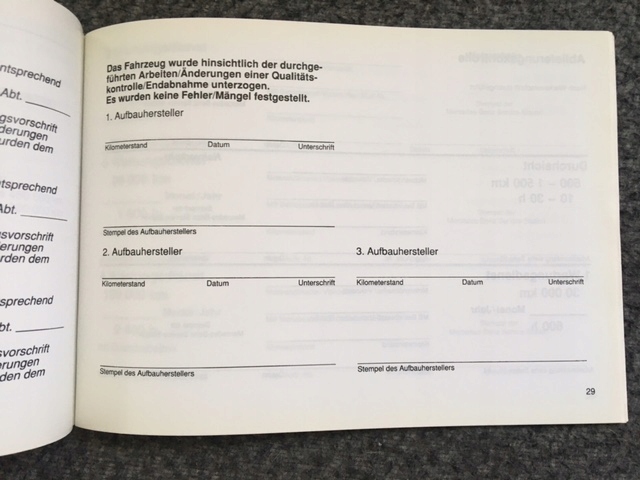 ntsprechend
Abt.
gsvorschrift
derungen
urden dem
tsprechend
Abt.
svorschrift
erungen
rden dem
sprechend
bt.
svorschrift
rungen
den dem
Das Fahrzeug wurde hinsichtlich der durchge-
führten Arbeiten/Änderungen einer Qualitäts-
kontrolle/Endabnahme unterzogen.
Es wurden keine Fehler/Mängel festgestellt.
1. Aufbauhersteller
Kilometerstand Datum Unterschrift
Stempel des Aufbauherstellers
2. Aufbauhersteller 3. Aufbauhersteller
Kilometerstand Datum Unterschrift Kilometerstand Datum Unterschrift
Stempel des Aufbauherstellers Stempel des Aufbauherstellers
29